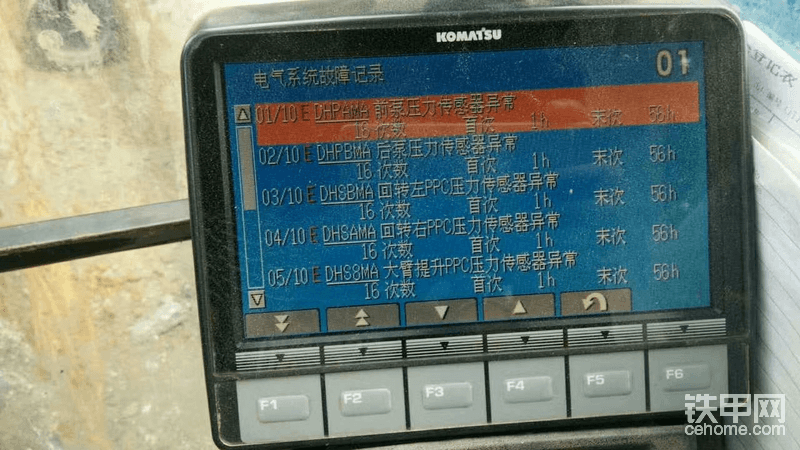 KOMATSU
电气系统故障记录
01
01/10 E DHPAMA 前泵压力传感器异常
16 次数 首次 1h 末次 56h
02/10 E DHPBMA 后泵压力传感器异常
16 次数 首次 1h 末次 56h
03/10 E DHSBMA 回转左PPC压力传感器异常
16 次数 首次 1h 末次 56h
04/10 E DHSAMA 回转右PPC压力传感器异常
16 次数 首次 1h 末次 56h
05/10 E DHS8MA 大臂提升PPC压力传感器异常
16 次数 首次 1h 末次 56h
F1 F2 F3 F4 F5 F6
铁甲网
cehome.com